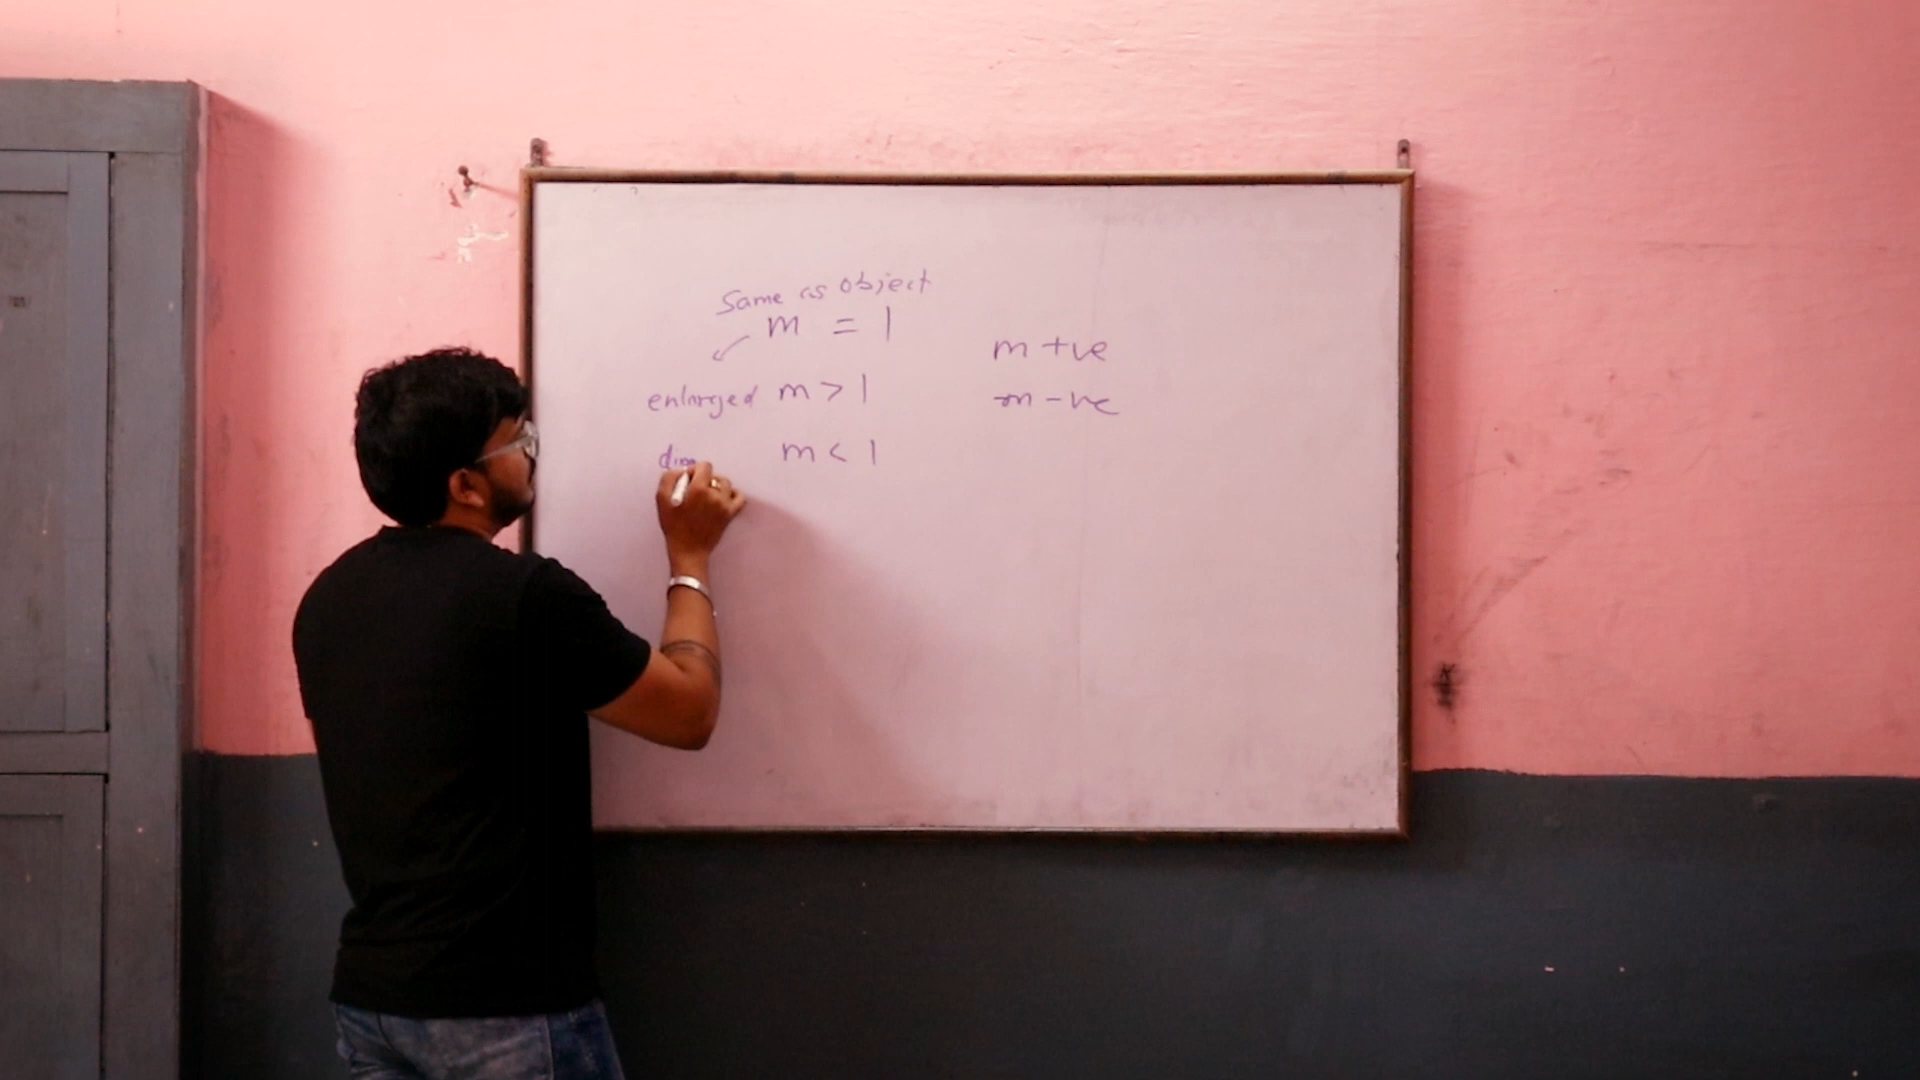 Same as object
m = 1
enlarged m > 1
m < 1
m +ve
m -ve